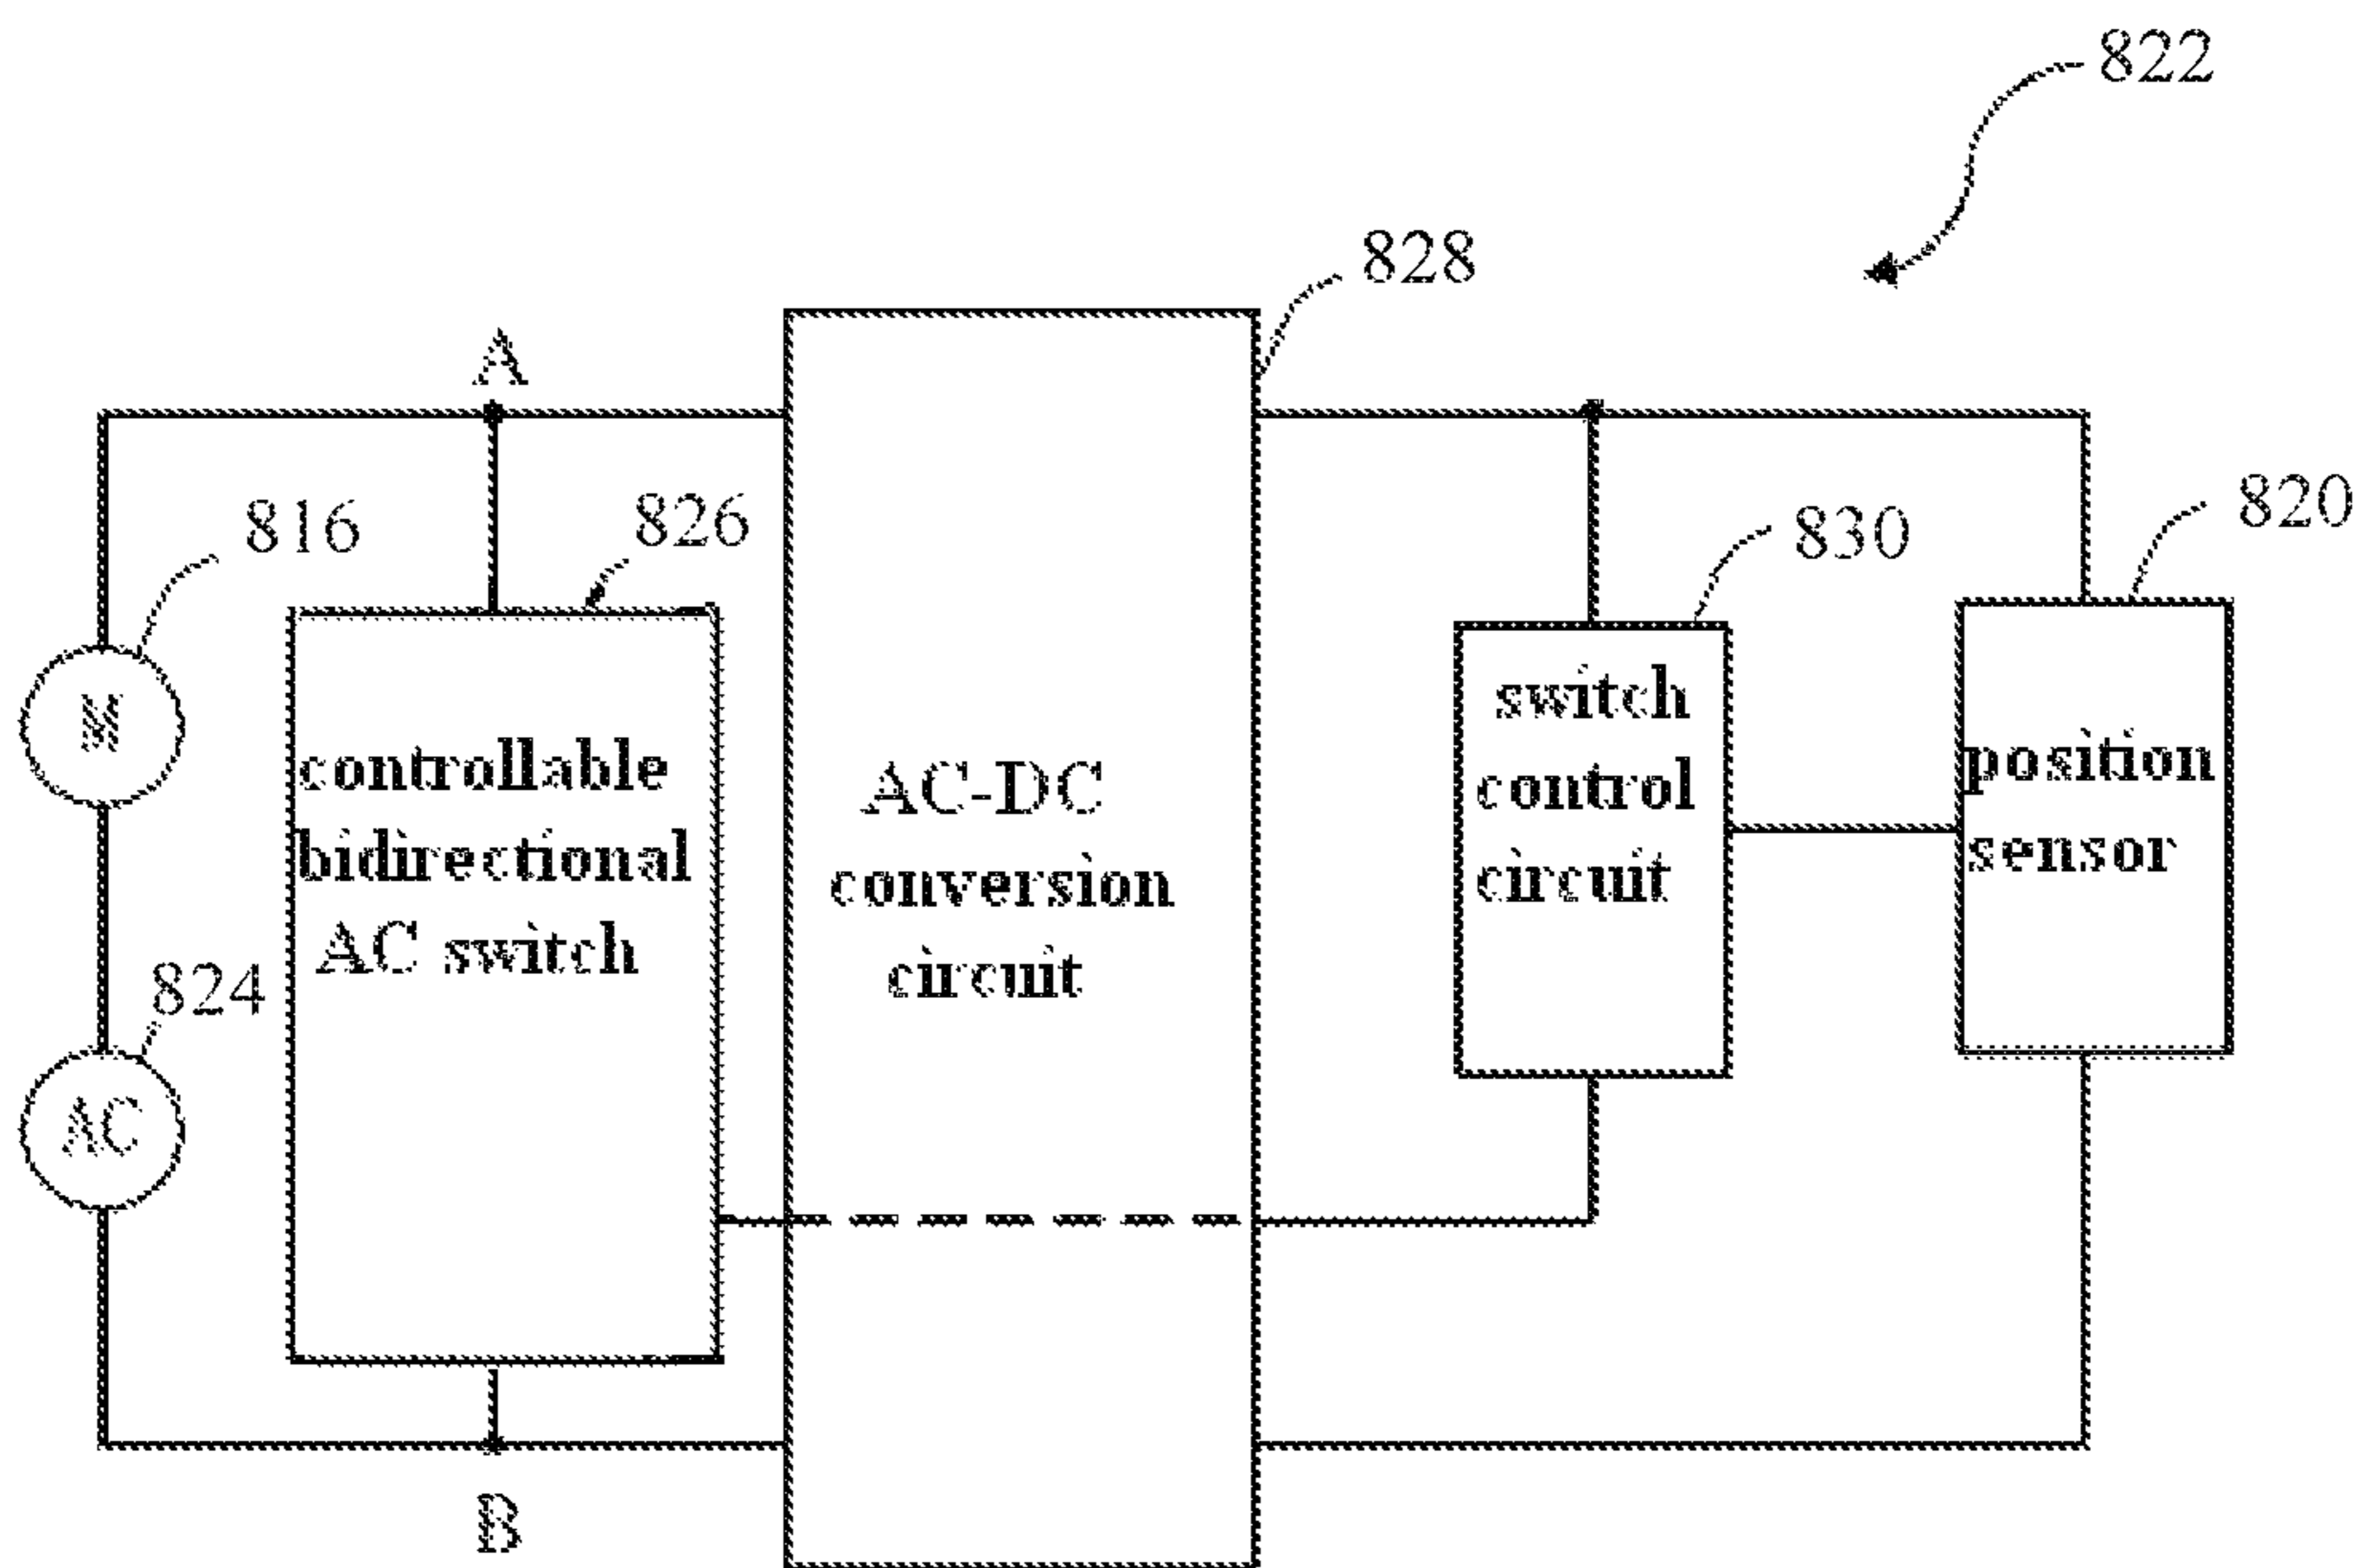 822
828
A
816
826
830
820
M
controllable
bidirectional
AC switch
AC-DC
conversion
circuit
switch
control
circuit
position
sensor
824
AC
B